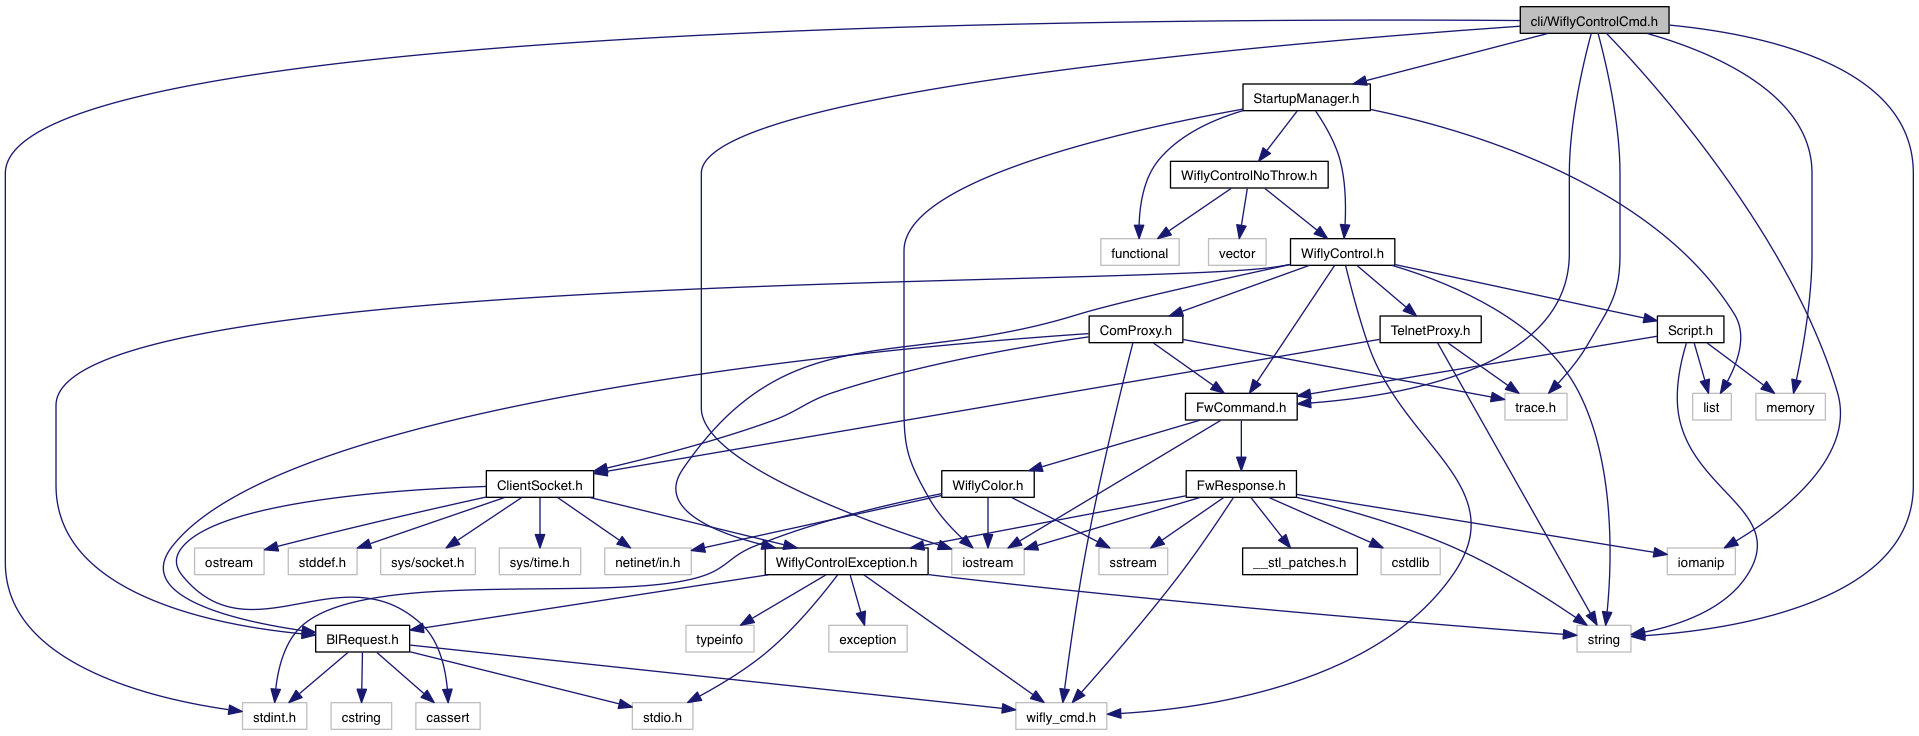 cli/WiflyControlCmd.h
StartupManager.h
WiflyControlNoThrow.h
functional
vector
WiflyControl.h
ComProxy.h
TelnetProxy.h
Script.h
FwCommand.h
trace.h
list
memory
ClientSocket.h
WiflyColor.h
FwResponse.h
ostream
stddef.h
sys/socket.h
sys/time.h
netinet/in.h
WiflyControlException.h
iostream
sstream
__stl_patches.h
cstdlib
iomanip
BlRequest.h
typeinfo
exception
string
stdint.h
cstring
cassert
stdio.h
wifly_cmd.h